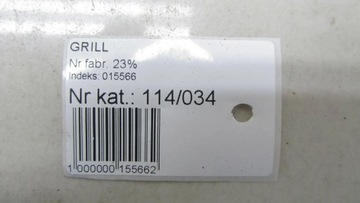 GRILL
Nr fabr. 23%
Indeks: 015566
Nr kat.: 114/034
1 000000 155662